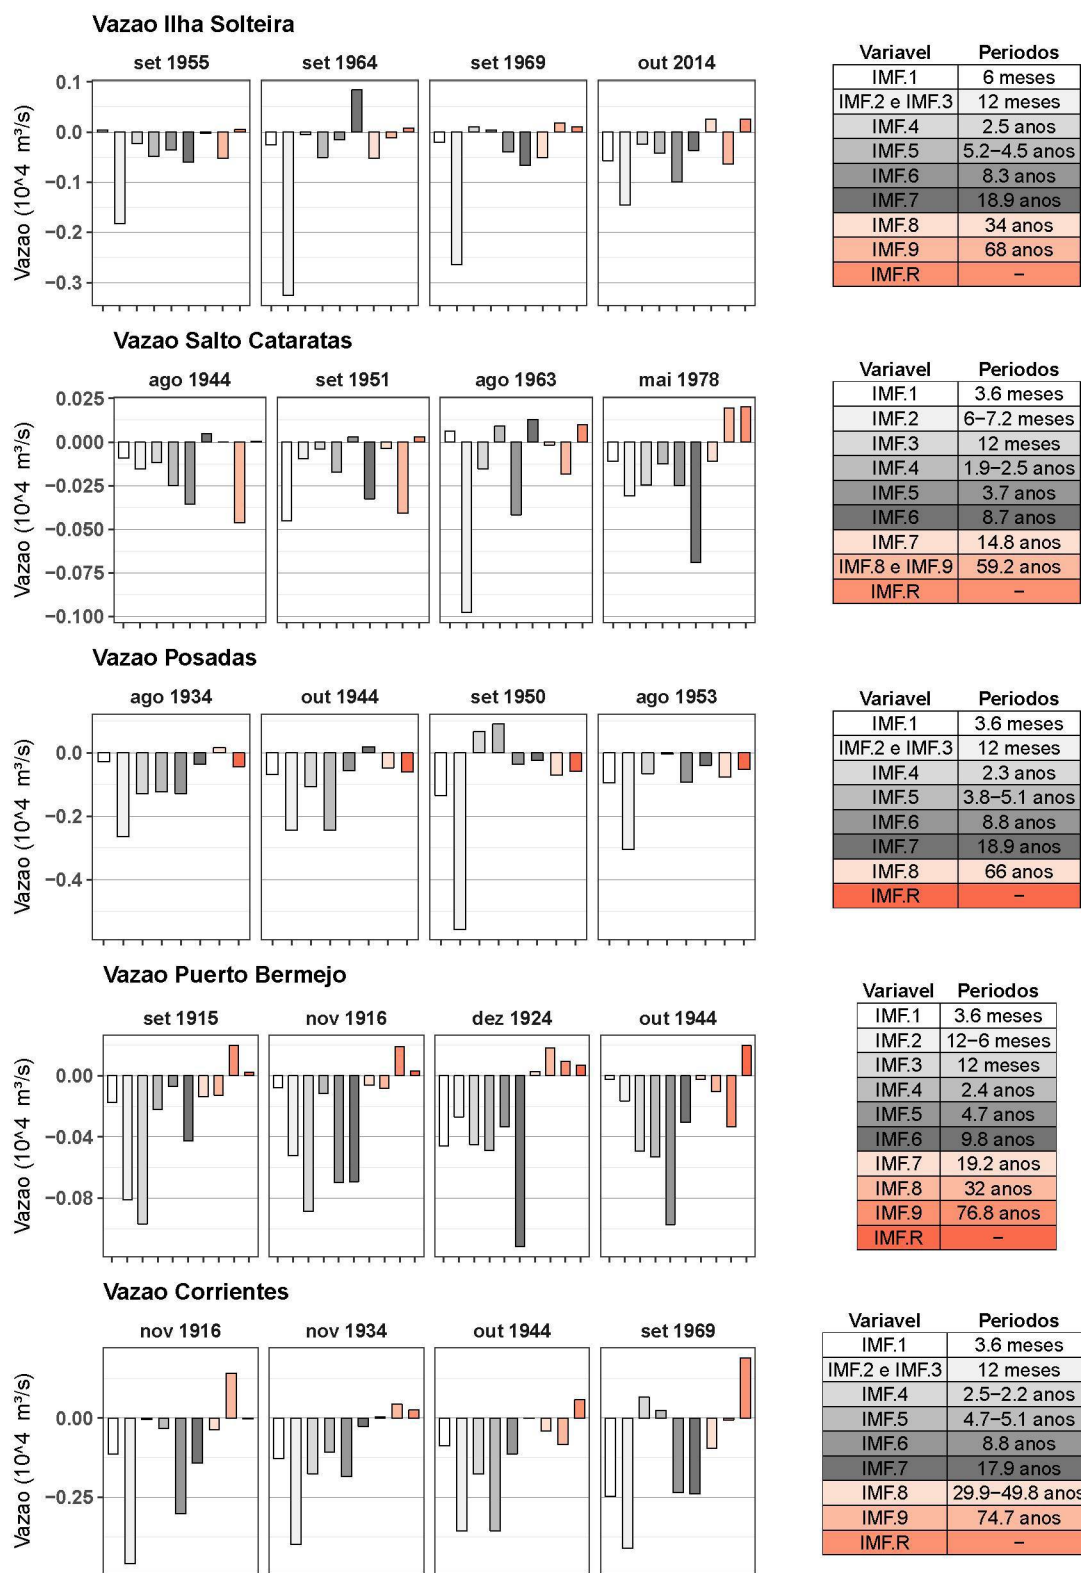 Vazao Ilha Solteira
set 1955 set 1964 set 1969 out 2014
Vazao (10^4 m³/s)
0.1
0.0
−0.1
−0.2
−0.3
Variavel Periodos
IMF.1 6 meses
IMF.2 e IMF.3 12 meses
IMF.4 2.5 anos
IMF.5 5.2−4.5 anos
IMF.6 8.3 anos
IMF.7 18.9 anos
IMF.8 34 anos
IMF.9 68 anos
IMF.R −
Vazao Salto Cataratas
ago 1944 set 1951 ago 1963 mai 1978
Vazao (10^4 m³/s)
0.025
0.000
−0.025
−0.050
−0.075
−0.100
Variavel Periodos
IMF.1 3.6 meses
IMF.2 6−7.2 meses
IMF.3 12 meses
IMF.4 1.9−2.5 anos
IMF.5 3.7 anos
IMF.6 8.7 anos
IMF.7 14.8 anos
IMF.8 e IMF.9 59.2 anos
IMF.R −
Vazao Posadas
ago 1934 out 1944 set 1950 ago 1953
Vazao (10^4 m³/s)
0.0
−0.2
−0.4
Variavel Periodos
IMF.1 3.6 meses
IMF.2 e IMF.3 12 meses
IMF.4 2.3 anos
IMF.5 3.8−5.1 anos
IMF.6 8.8 anos
IMF.7 18.9 anos
IMF.8 66 anos
IMF.R −
Vazao Puerto Bermejo
set 1915 nov 1916 dez 1924 out 1944
Vazao (10^4 m³/s)
0.00
−0.04
−0.08
Variavel Periodos
IMF.1 3.6 meses
IMF.2 12−6 meses
IMF.3 12 meses
IMF.4 2.4 anos
IMF.5 4.7 anos
IMF.6 9.8 anos
IMF.7 19.2 anos
IMF.8 32 anos
IMF.9 76.8 anos
IMF.R −
Vazao Corrientes
nov 1916 nov 1934 out 1944 set 1969
Vazao (10^4 m³/s)
0.00
−0.25
Variavel Periodos
IMF.1 3.6 meses
IMF.2 e IMF.3 12 meses
IMF.4 2.5−2.2 anos
IMF.5 4.7−5.1 anos
IMF.6 8.8 anos
IMF.7 17.9 anos
IMF.8 29.9−49.8 anos
IMF.9 74.7 anos
IMF.R −